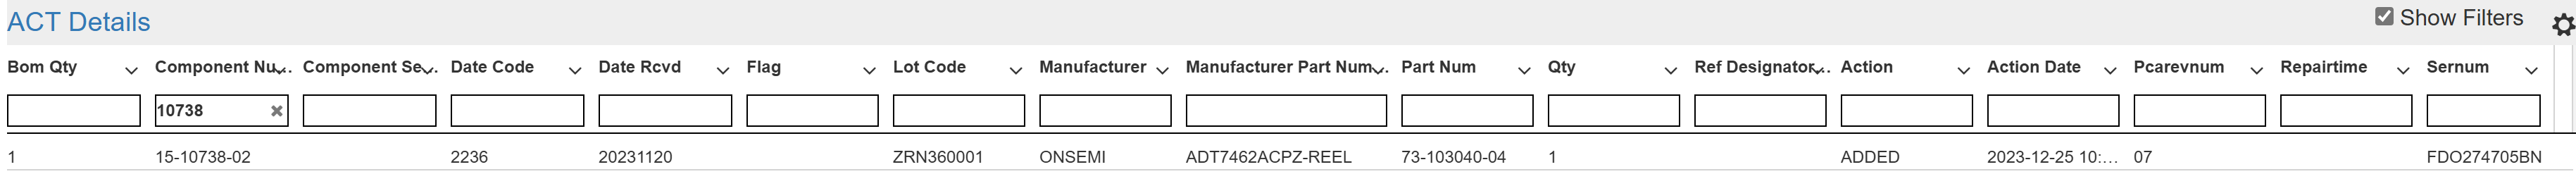 ACT Details Show Filters
Bom Qty Component Nu... Component Se... Date Code Date Rcvd Flag Lot Code Manufacturer Manufacturer Part Num... Part Num Qty Ref Designator... Action Action Date Pcarevnum Repairtime Sernum
10738
1 15-10738-02 2236 20231120 ZRN360001 ONSEMI ADT7462ACPZ-REEL 73-103040-04 1 ADDED 2023-12-25 10:... 07 FDO274705BN